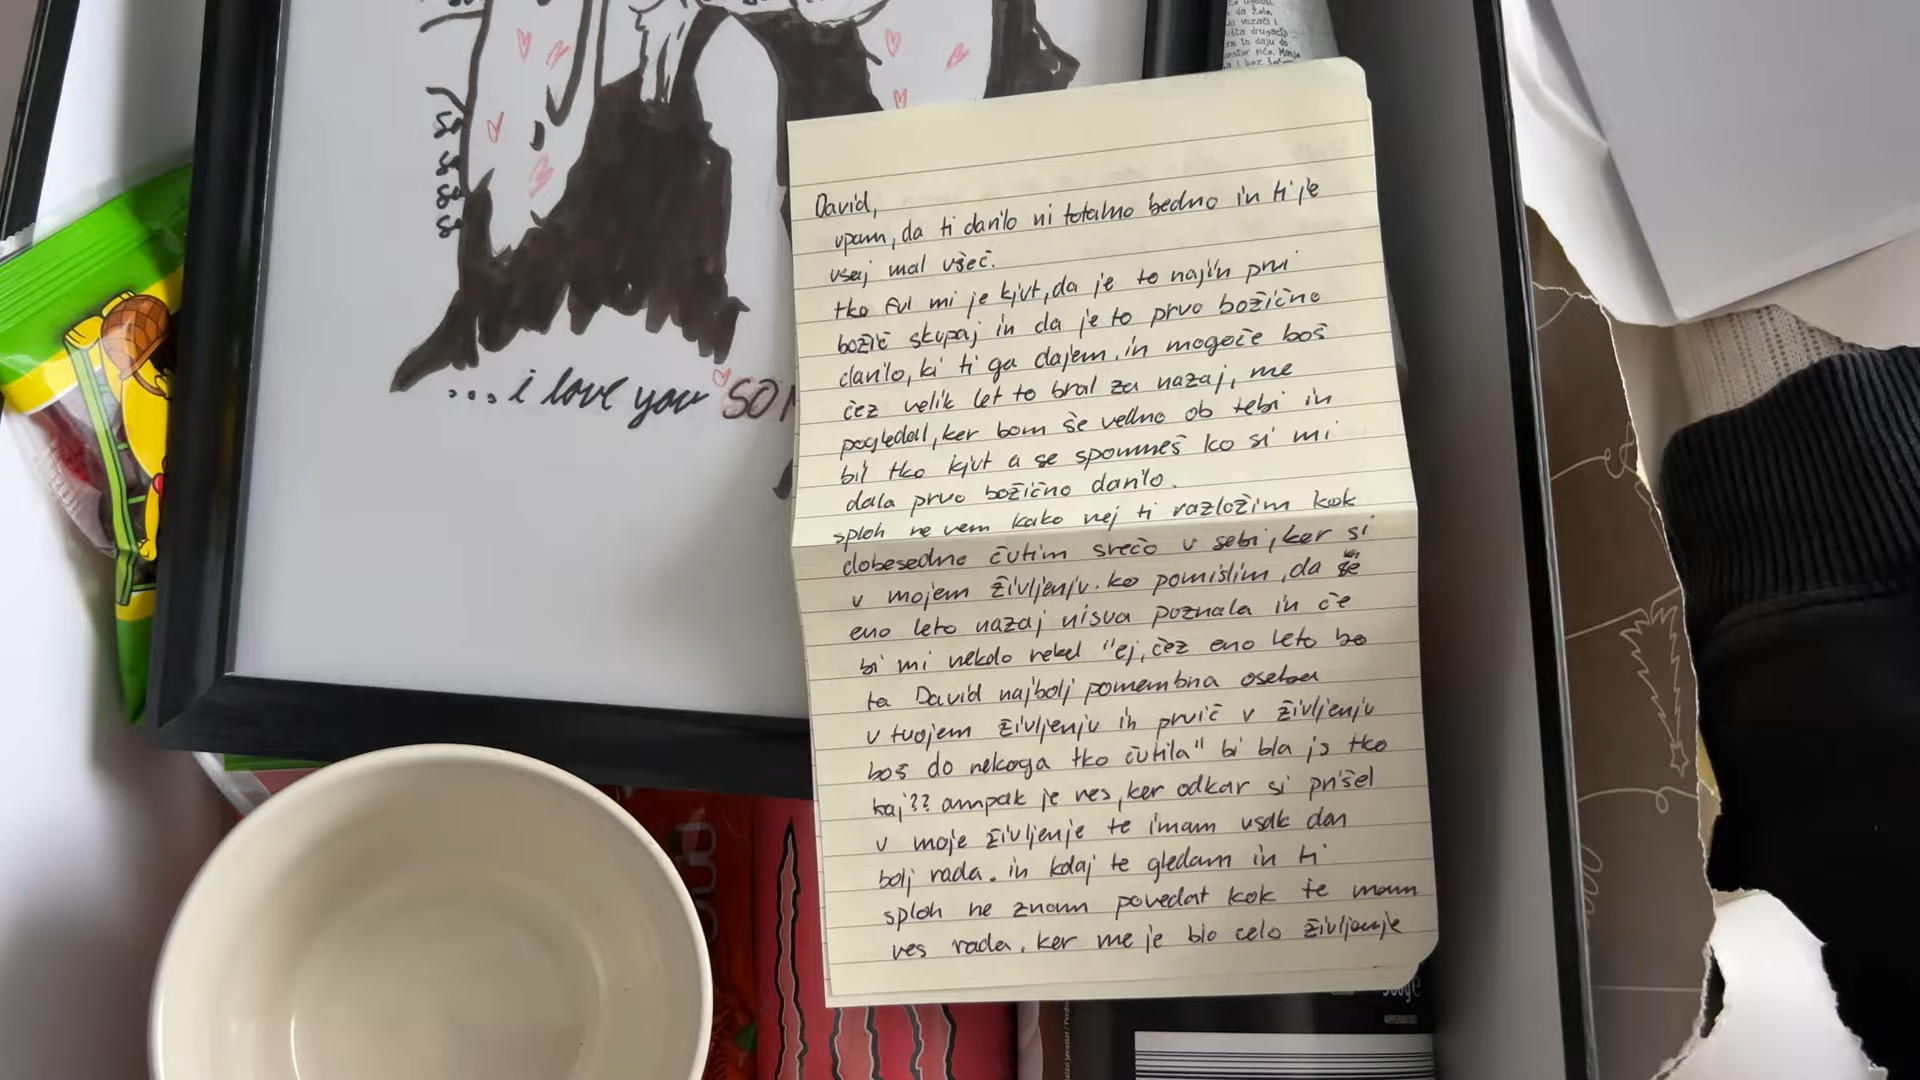 ...i love you SO
David,
upam, da ti darilo ni totalno bedno in ti je
vsaj mal všeč.
tko ful mi je kjut, da je to najin prvi
božič skupaj in da je to prvo božično
darilo, ki ti ga dajem. in mogoče boš
čez velik let to bral za nazaj, me
pogledal, ker bom še vedno ob tebi in
bil tko kjut a se spomneš ko si mi
dala prvo božično darilo.
sploh ne vem kako nej ti razložim kok
dobesedno čutim srečo v sebi, ker si
v mojem življenju. ko pomislim, da še
eno leto nazaj nisva poznala in če
bi mi nekdo rekel "ej, čez eno leto bo
ta David najbolj pomembna oseba
v tvojem življenju in prvič v življenju
boš do nekoga tko čutila" bi bla js tko
kaj?? ampak je res, ker odkar si prišel
v moje življenje te imam vsak dan
bolj rada. in kdaj te gledam in ti
sploh ne znam povedat kok te mam
res rada. ker me je blo celo življenje